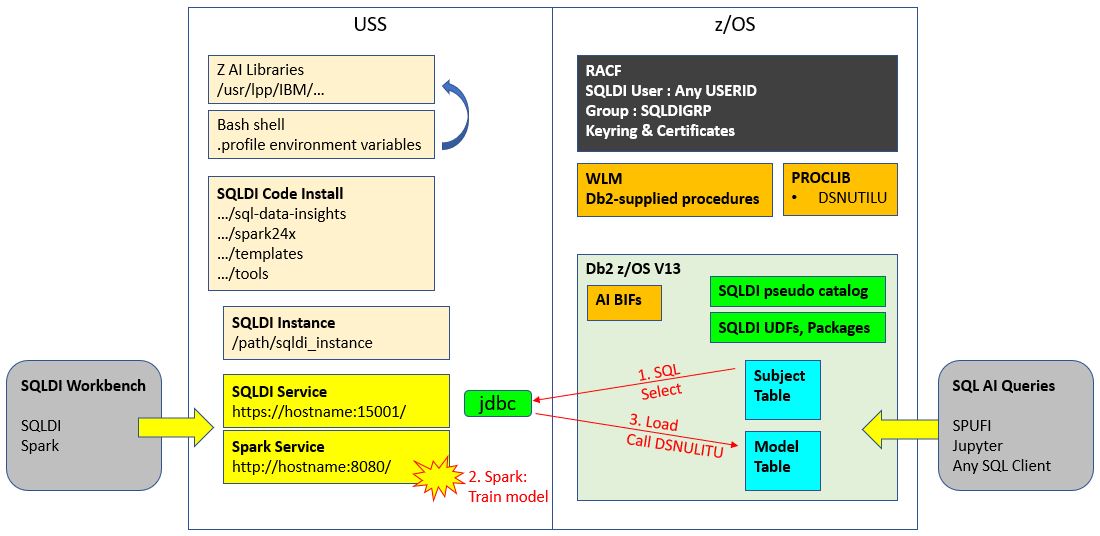 USS
z/OS
Z AI Libraries
/usr/lpp/IBM/...
Bash shell
.profile environment variables
SQLDI Code Install
.../sql-data-insights
.../spark24x
.../templates
.../tools
SQLDI Instance
/path/sqldi_instance
SQLDI Workbench
SQLDI
Spark
SQLDI Service
https://hostname:15001/
Spark Service
http://hostname:8080/
2. Spark:
Train model
jdbc
1. SQL
Select
3. Load
Call DSNULITU
RACF
SQLDI User : Any USERID
Group : SQLDIGRP
Keyring & Certificates
WLM
Db2-supplied procedures
PROCLIB
• DSNUTILU
Db2 z/OS V13
AI BIFs
SQLDI pseudo catalog
SQLDI UDFs, Packages
Subject
Table
Model
Table
SQL AI Queries
SPUFI
Jupyter
Any SQL Client